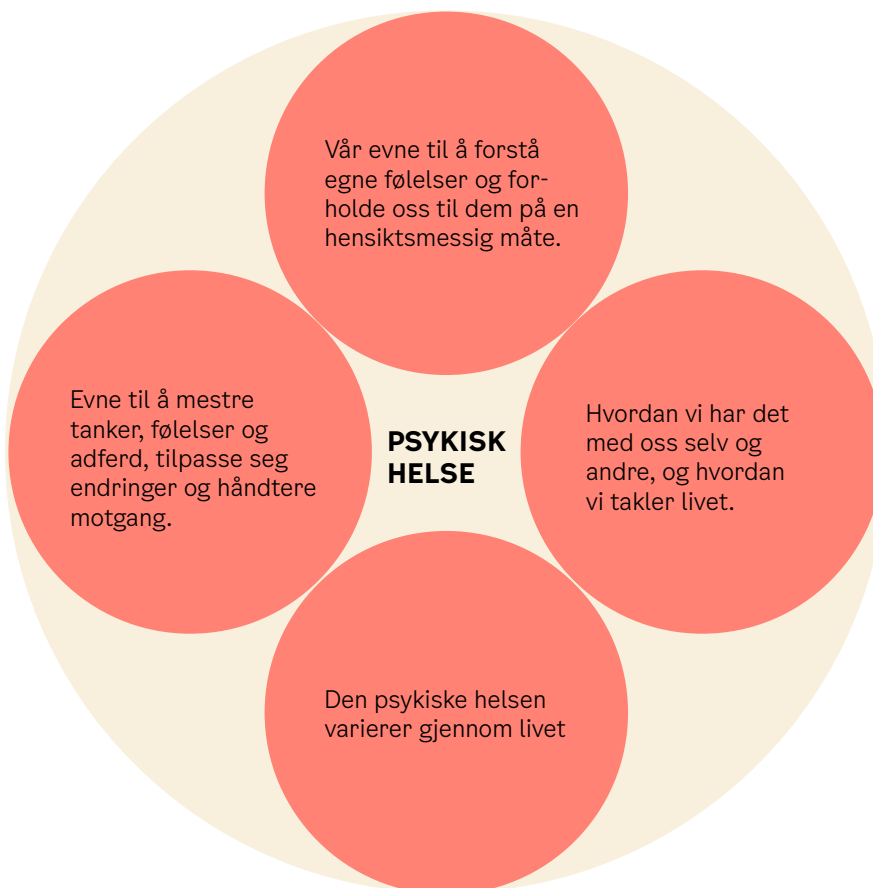 Vår evne til å forstå
egne følelser og for-
holde oss til dem på en
hensiktsmessig måte.
Evne til å mestre
tanker, følelser og
adferd, tilpasse seg
endringer og håndtere
motgang.
PSYKISK
HELSE
Hvordan vi har det
med oss selv og
andre, og hvordan
vi takler livet.
Den psykiske helsen
varierer gjennom livet